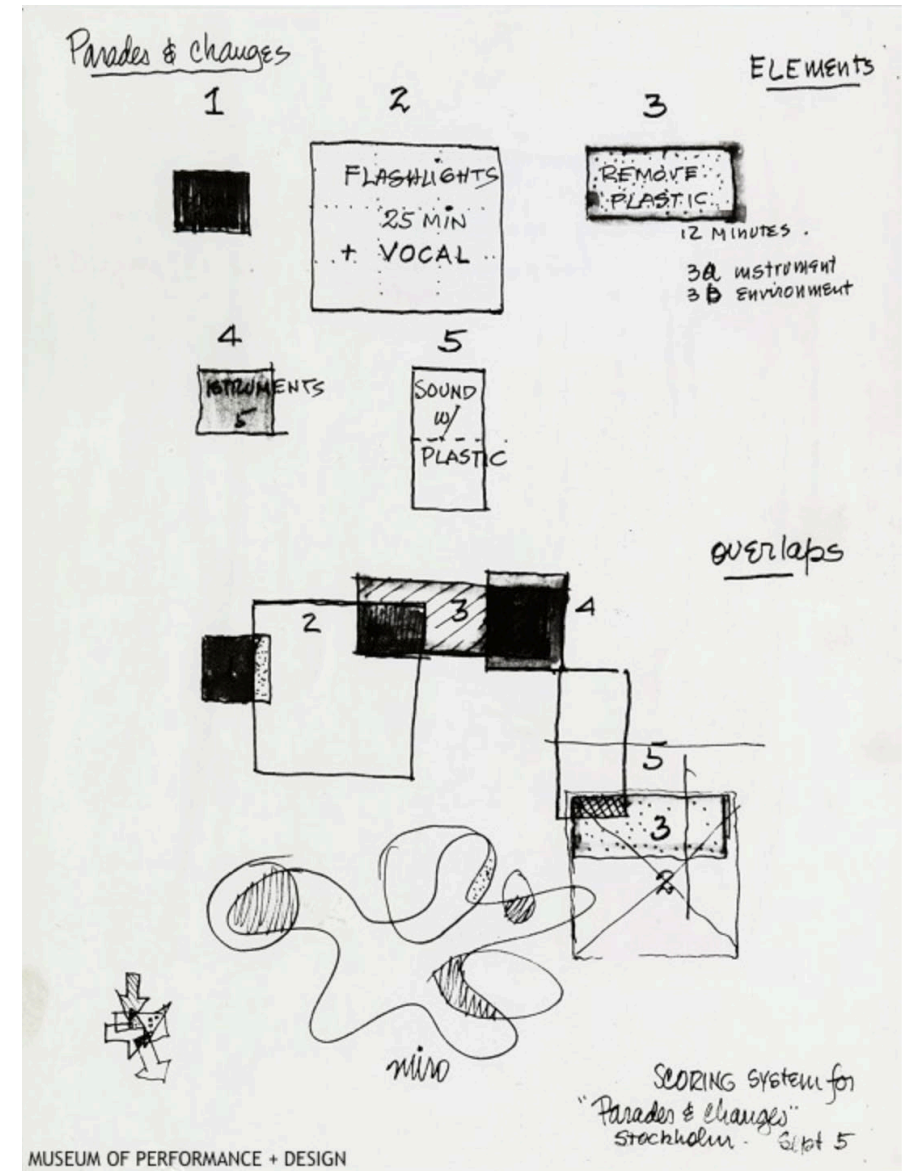 Parades & Changes
ELEments
1
2
3
FLASHLIGHTS
25 MIN
+ VOCAL
REMOVE
PLASTIC
12 MINUTES.
3a instrument
3b Environment
4
5
ISTRUMENTS
5
SOUND
w/
PLASTIC
overlaps
2
3
4
5
3
2
miro
SCORING SYStEm for
"Parades & Changes"
Stockholm - Sept 5
MUSEUM OF PERFORMANCE + DESIGN